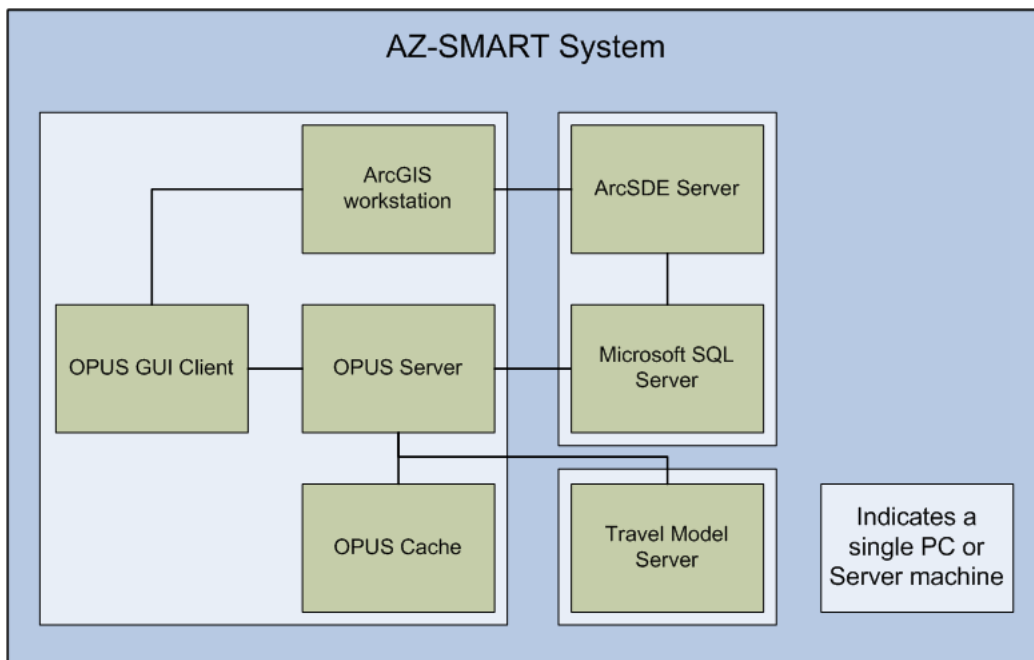 AZ-SMART System
ArcGIS
workstation
ArcSDE Server
OPUS GUI Client
OPUS Server
Microsoft SQL
Server
OPUS Cache
Travel Model
Server
Indicates a
single PC or
Server machine